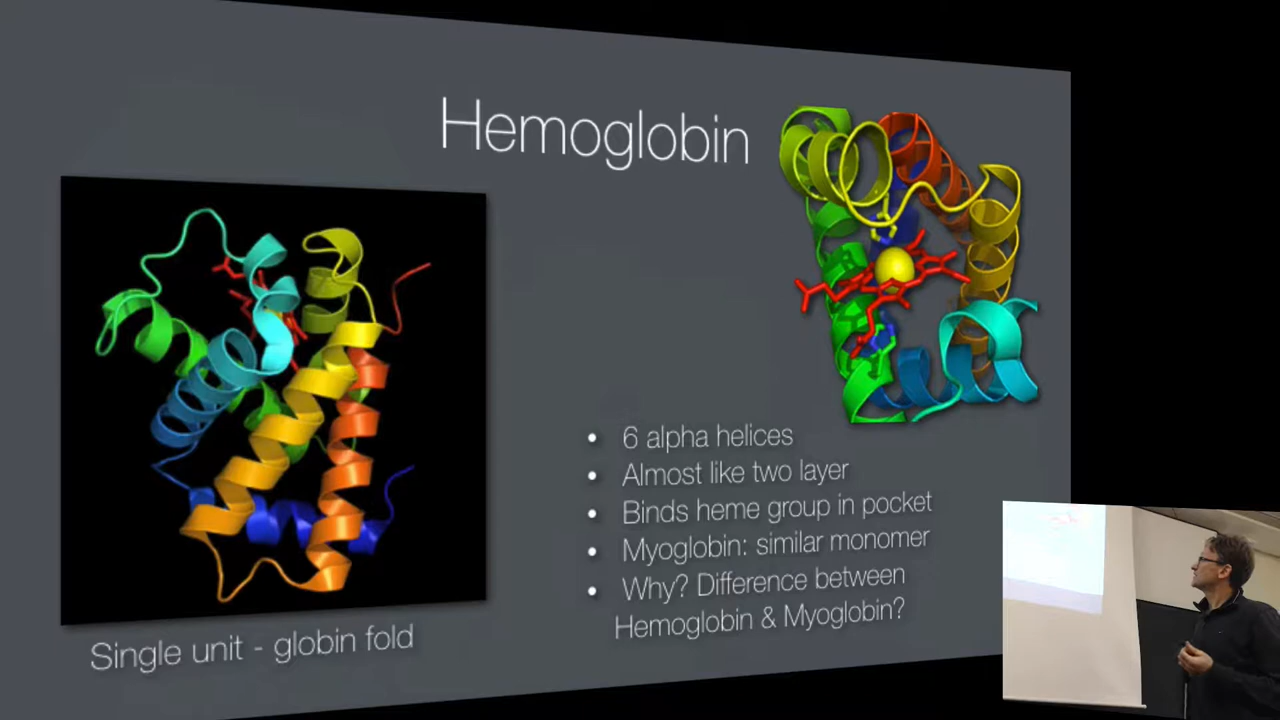 Hemoglobin
• 6 alpha helices
• Almost like two layer
• Binds heme group in pocket
• Myoglobin: similar monomer
• Why? Difference between
Hemoglobin & Myoglobin?
Single unit - globin fold